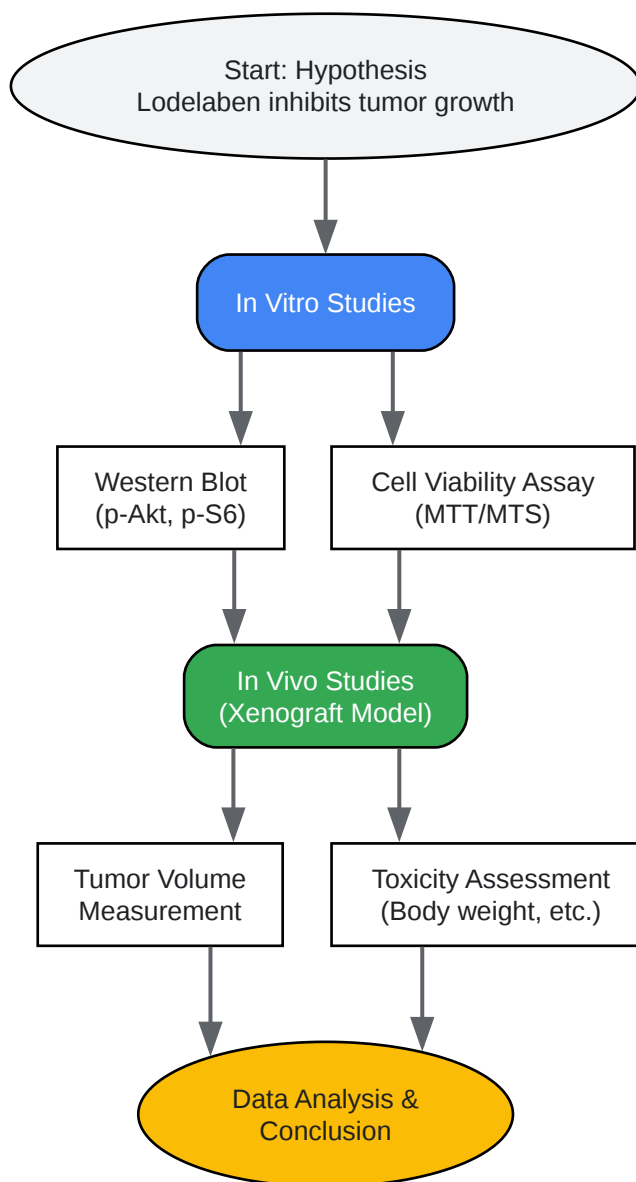 Start: Hypothesis
Lodelaben inhibits tumor growth
In Vitro Studies
Western Blot
(p-Akt, p-S6)
Cell Viability Assay
(MTT/MTS)
In Vivo Studies
(Xenograft Model)
Tumor Volume
Measurement
Toxicity Assessment
(Body weight, etc.)
Data Analysis &
Conclusion